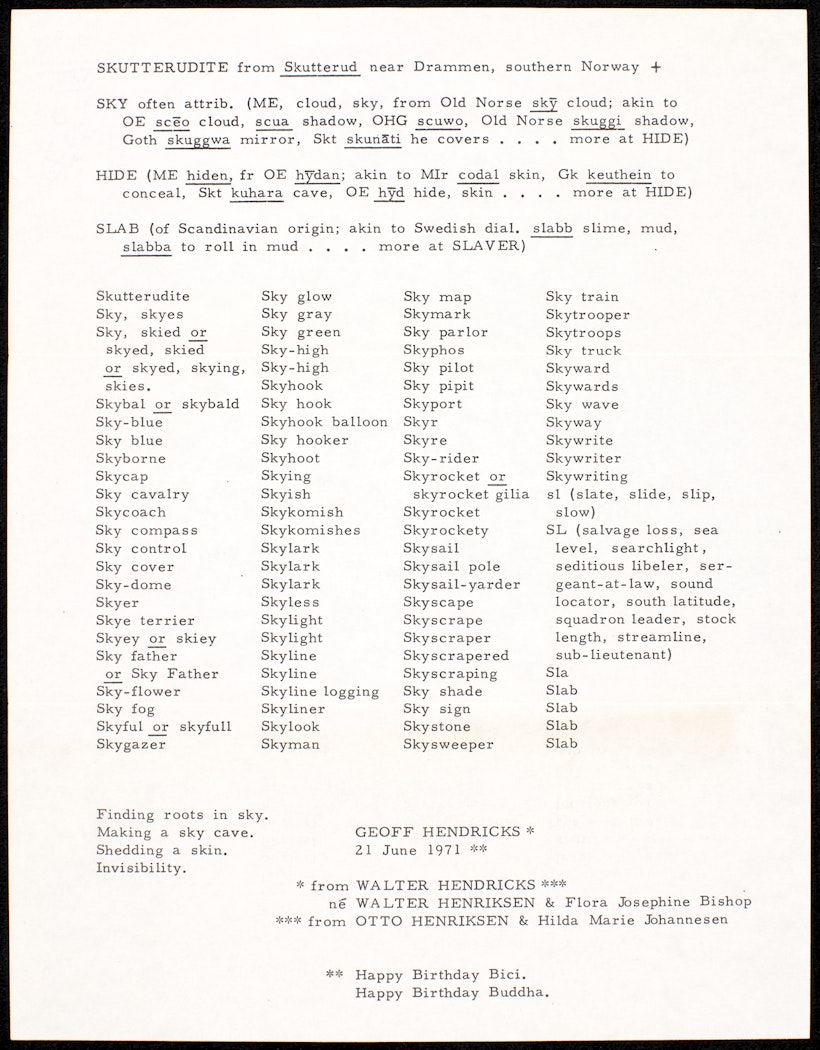 SKUTTERUDITE from Skutterud near Drammen, southern Norway +
SKY often attrib. (ME, cloud, sky, from Old Norse skȳ cloud; akin to
OE scēo cloud, scua shadow, OHG scuwo, Old Norse skuggi shadow,
Goth skuggwa mirror, Skt skunāti he covers . . . . more at HIDE)
HIDE (ME hiden, fr OE hȳdan; akin to MIr codal skin, Gk keuthein to
conceal, Skt kuhara cave, OE hȳd hide, skin . . . . more at HIDE)
SLAB (of Scandinavian origin; akin to Swedish dial. slabb slime, mud,
slabba to roll in mud . . . . more at SLAVER)
Skutterudite
Sky, skyes
Sky, skied or
skyed, skied
or skyed, skying,
skies.
Skybal or skybald
Sky-blue
Sky blue
Skyborne
Skycap
Sky cavalry
Skycoach
Sky compass
Sky control
Sky cover
Sky-dome
Skyer
Skye terrier
Skyey or skiey
Sky father
or Sky Father
Sky-flower
Sky fog
Skyful or skyfull
Skygazer
Sky glow
Sky gray
Sky green
Sky-high
Sky-high
Skyhook
Sky hook
Skyhook balloon
Sky hooker
Skyhoot
Skying
Skyish
Skykomish
Skykomishes
Skylark
Skylark
Skylark
Skyless
Skylight
Skylight
Skyline
Skyline
Skyline logging
Skyliner
Skylook
Skyman
Sky map
Skymark
Sky parlor
Skyphos
Sky pilot
Sky pipit
Skyport
Skyr
Skyre
Sky-rider
Skyrocket or
skyrocket gilia
Skyrocket
Skyrockety
Skysail
Skysail pole
Skysail-yarder
Skyscape
Skyscrape
Skyscraper
Skyscrapered
Skyscraping
Sky shade
Sky sign
Skystone
Skysweeper
Sky train
Skytrooper
Skytroops
Sky truck
Skyward
Skywards
Sky wave
Skyway
Skywrite
Skywriter
Skywriting
sl (slate, slide, slip,
slow)
SL (salvage loss, sea
level, searchlight,
seditious libeler, ser-
geant-at-law, sound
locator, south latitude,
squadron leader, stock
length, streamline,
sub-lieutenant)
Sla
Slab
Slab
Slab
Slab
Finding roots in sky.
Making a sky cave.
Shedding a skin.
Invisibility.
GEOFF HENDRICKS *
21 June 1971 **
* from WALTER HENDRICKS ***
né WALTER HENRIKSEN & Flora Josephine Bishop
*** from OTTO HENRIKSEN & Hilda Marie Johannesen
** Happy Birthday Bici.
Happy Birthday Buddha.